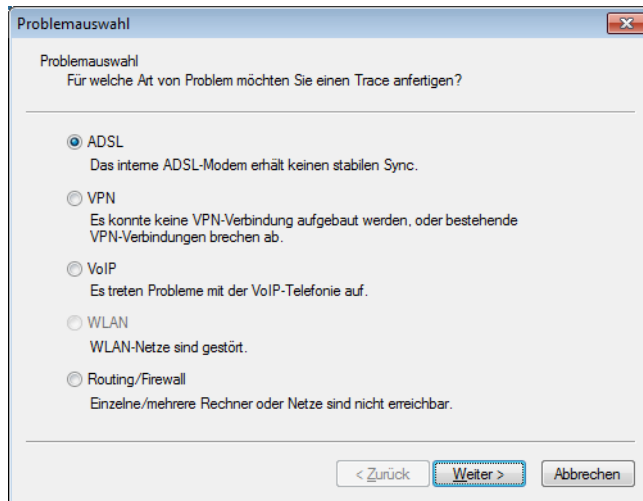 Problemauswahl
Problemauswahl
Für welche Art von Problem möchten Sie einen Trace anfertigen?
ADSL
Das interne ADSL-Modem erhält keinen stabilen Sync.
VPN
Es konnte keine VPN-Verbindung aufgebaut werden, oder bestehende
VPN-Verbindungen brechen ab.
VoIP
Es treten Probleme mit der VoIP-Telefonie auf.
WLAN
WLAN-Netze sind gestört.
Routing/Firewall
Einzelne/mehrere Rechner oder Netze sind nicht erreichbar.
< Zurück Weiter > Abbrechen